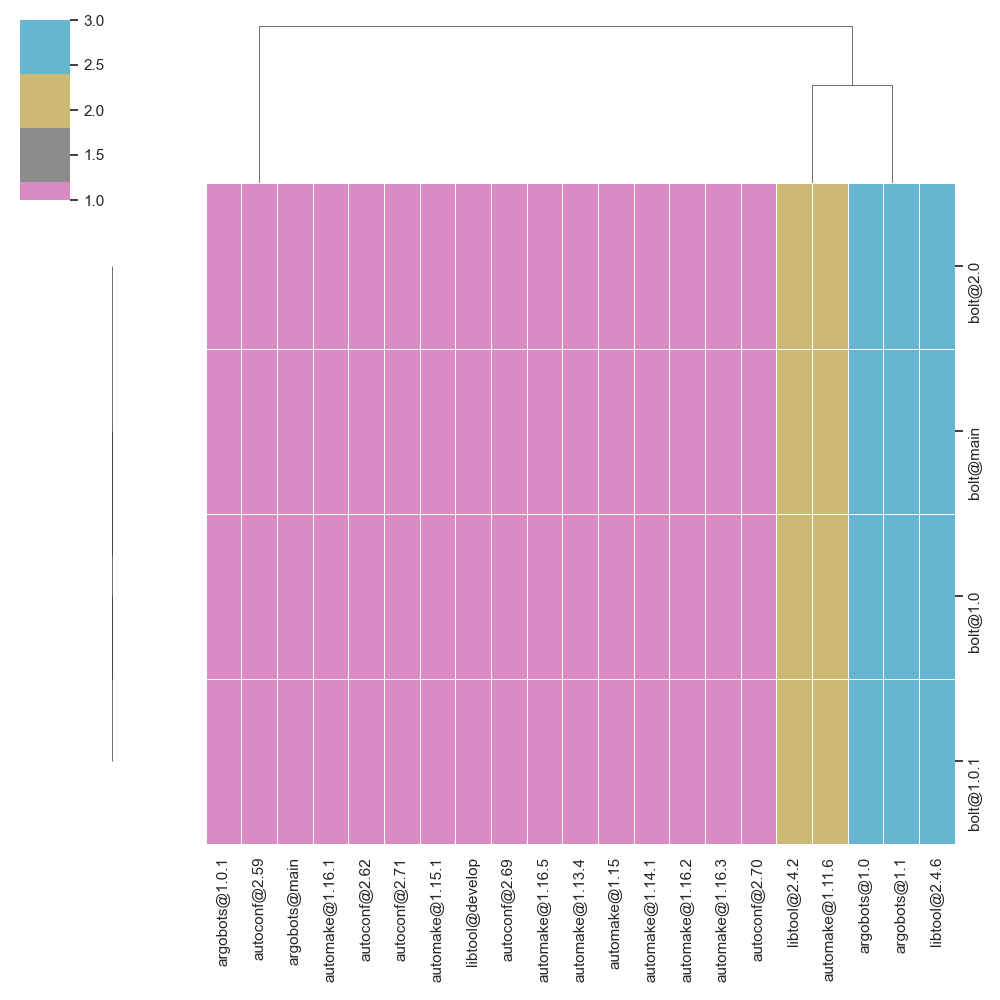 3.0
2.5
2.0
1.5
1.0
bolt@2.0
bolt@main
bolt@1.0
bolt@1.0.1
argobots@1.0.1
autoconf@2.59
argobots@main
automake@1.16.1
autoconf@2.62
autoconf@2.71
automake@1.15.1
libtool@develop
autoconf@2.69
automake@1.16.5
automake@1.13.4
automake@1.15
automake@1.14.1
automake@1.16.2
automake@1.16.3
autoconf@2.70
libtool@2.4.2
automake@1.11.6
argobots@1.0
argobots@1.1
libtool@2.4.6